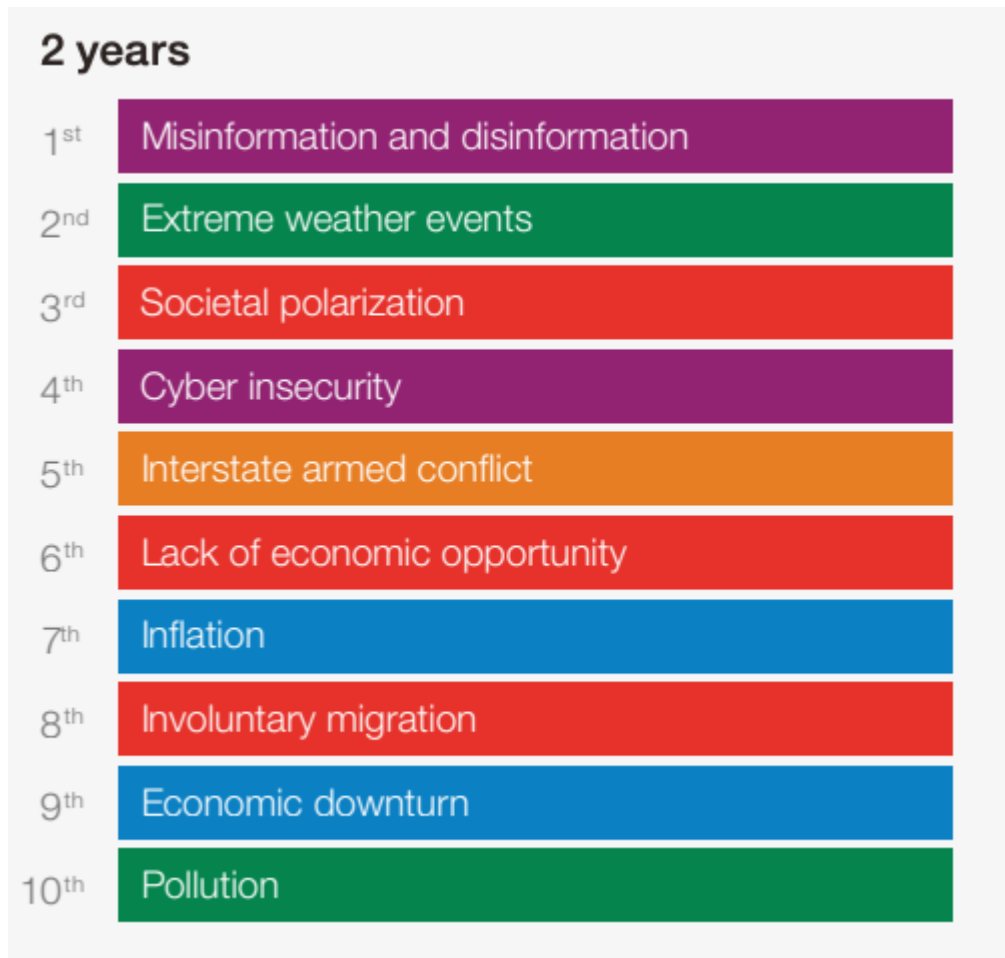 2 years
1st Misinformation and disinformation
2nd Extreme weather events
3rd Societal polarization
4th Cyber insecurity
5th Interstate armed conflict
6th Lack of economic opportunity
7th Inflation
8th Involuntary migration
9th Economic downturn
10th Pollution